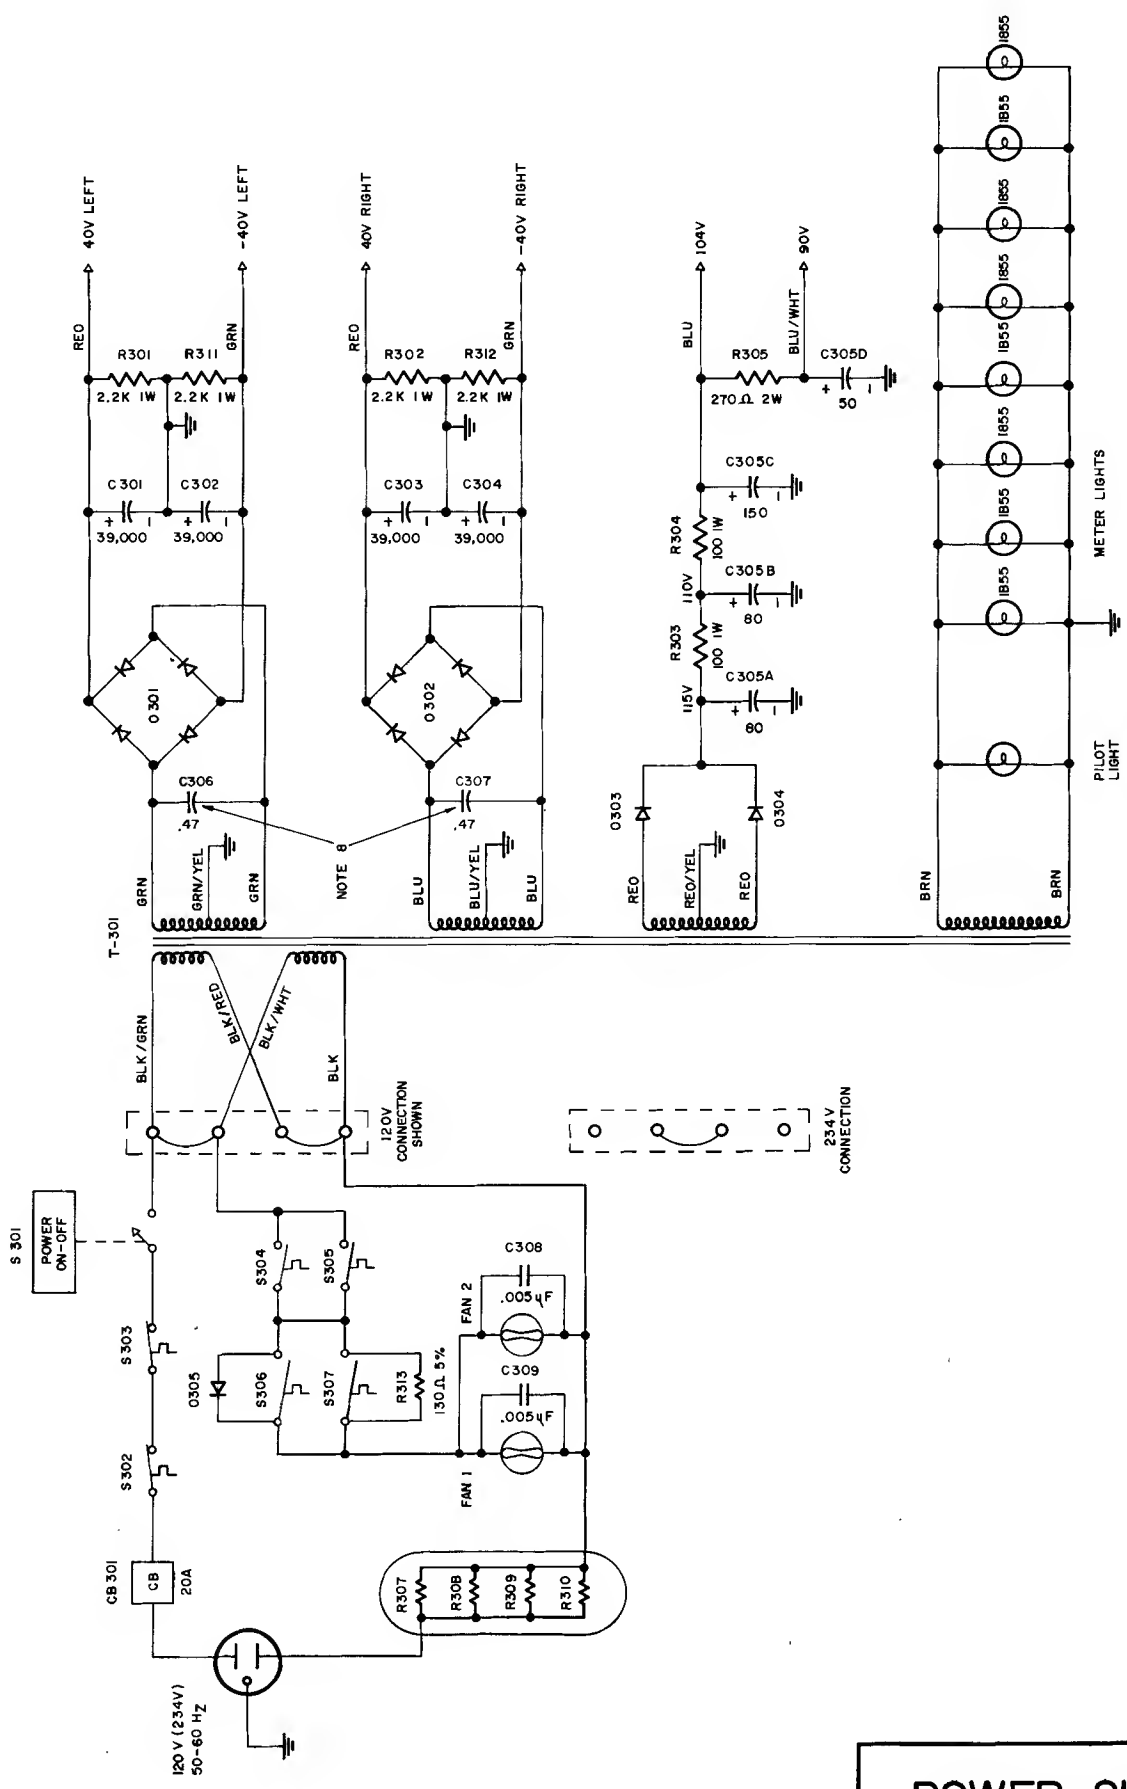 T-301
GRN
GRN/YEL
GRN
C306
.47
0301
C301
+ I
39,000
C302
+ I
39,000
R301
2.2K 1W
R311
2.2K 1W
REO
GRN
40V LEFT
-40V LEFT
NOTE 8
BLU
BLU/YEL
BLU
C307
.47
0302
C303
+ I
39,000
C304
+ I
39,000
R302
2.2K 1W
R312
2.2K 1W
REO
GRN
40V RIGHT
-40V RIGHT
REO
REO/YEL
REO
0303
0304
115V
C305A
+ I
80
R303
100 1W
110V
C305B
+ I
80
R304
100 1W
C305C
+ I
150
R305
270Ω 2W
C305D
+ I
50
BLU
BLU/WHT
104V
90V
BRN
BRN
PILOT
LIGHT
METER LIGHTS
1B55
1B55
1855
1B55
1855
1855
1B55
1855
S 301
POWER
ON-OFF
S303
S302
CB301
CB
20A
120V (234V)
50-60 HZ
BLK/GRN
BLK/RED
BLK/WHT
BLK
120V
CONNECTION
SHOWN
234V
CONNECTION
S304
S305
0305
S306
S307
R313
130Ω 5%
FAN 2
C308
.005μF
FAN 1
C309
.005μF
R307
R30B
R309
R310